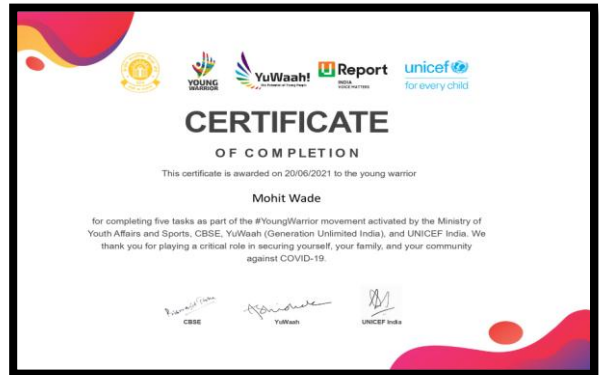 YOUNG
WARRIOR
YuWaah!
U Report
INDIA
VOICE MATTERS
unicef
for every child
CERTIFICATE
OF COMPLETION
This certificate is awarded on 20/06/2021 to the young warrior
Mohit Wade
for completing five tasks as part of the #YoungWarrior movement activated by the Ministry of
Youth Affairs and Sports, CBSE, YuWaah (Generation Unlimited India), and UNICEF India. We
thank you for playing a critical role in securing yourself, your family, and your community
against COVID-19.
CBSE
YuWaah
UNICEF India